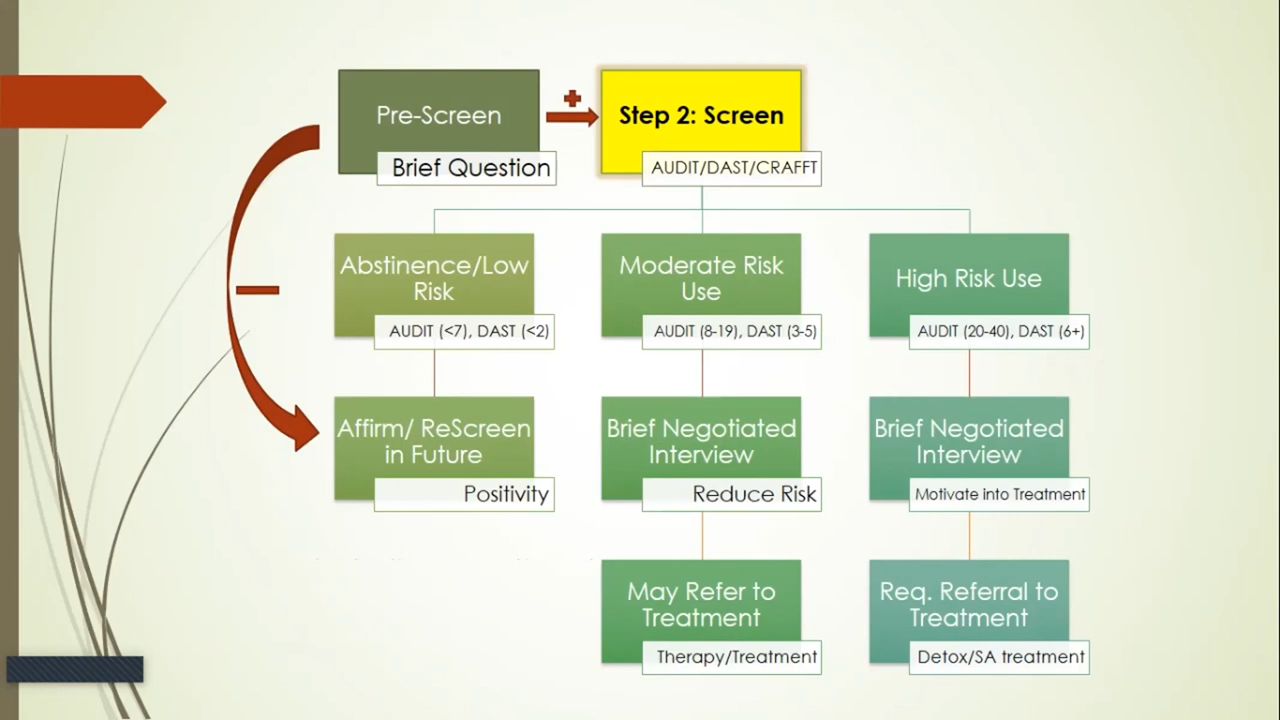 Pre-Screen
Brief Question
Step 2: Screen
AUDIT/DAST/CRAFFT
Abstinence/Low
Risk
AUDIT (<7), DAST (<2)
Moderate Risk
Use
AUDIT (8-19), DAST (3-5)
High Risk Use
AUDIT (20-40), DAST (6+)
Affirm/ ReScreen
in Future
Positivity
Brief Negotiated
Interview
Reduce Risk
Brief Negotiated
Interview
Motivate into Treatment
May Refer to
Treatment
Therapy/Treatment
Req. Referral to
Treatment
Detox/SA treatment